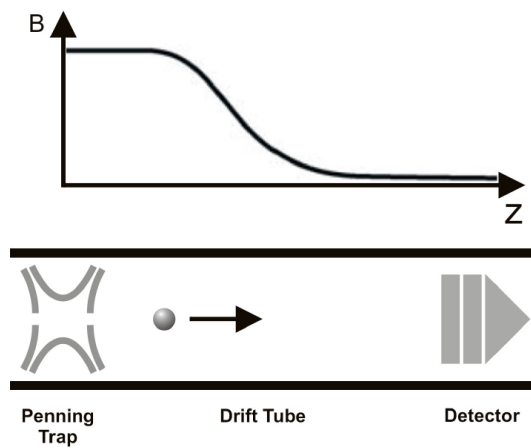 B
Z
Penning
Trap
Drift Tube
Detector